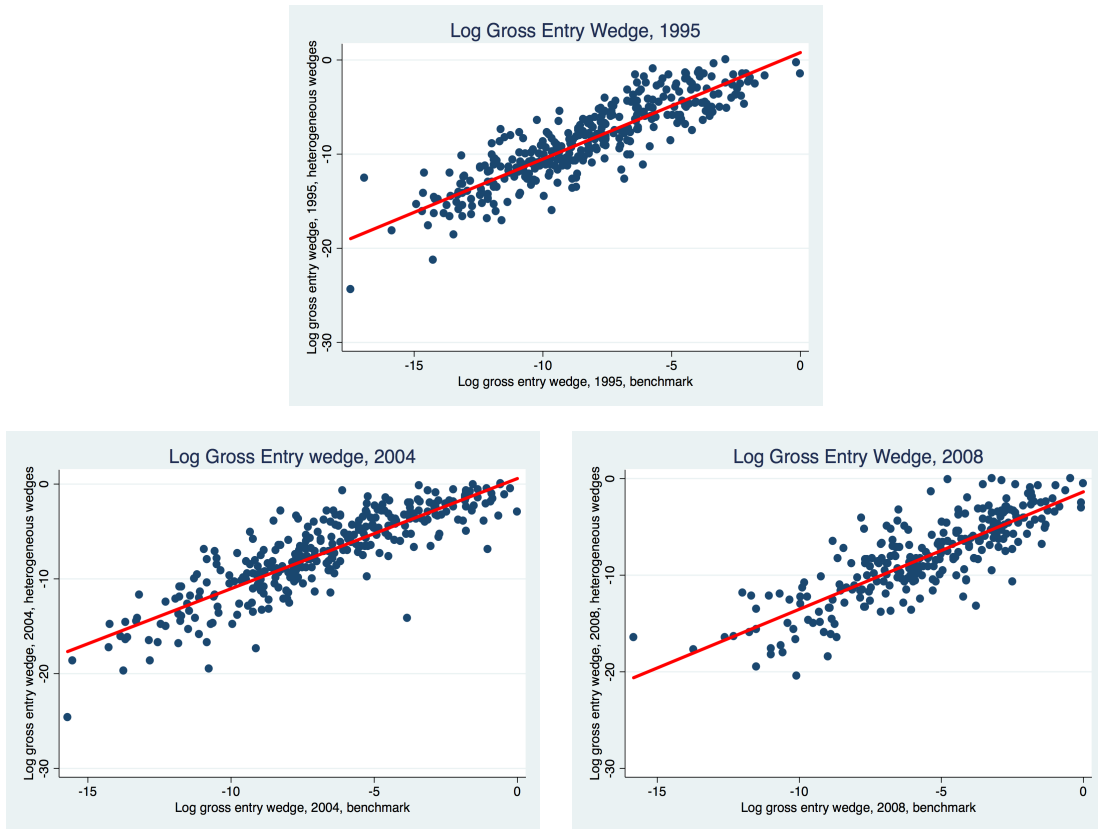 Log Gross Entry Wedge, 1995
Log gross entry wedge, 1995, heterogeneous wedges
0
-10
-20
-30
-15
-10
-5
0
Log gross entry wedge, 1995, benchmark
Log Gross Entry wedge, 2004
Log gross entry wedge, 2004, heterogeneous wedges
0
-10
-20
-30
-15
-10
-5
0
Log gross entry wedge, 2004, benchmark
Log Gross Entry Wedge, 2008
Log gross entry wedge, 2008, heterogeneous wedges
0
-10
-20
-30
-15
-10
-5
0
Log gross entry wedge, 2008, benchmark